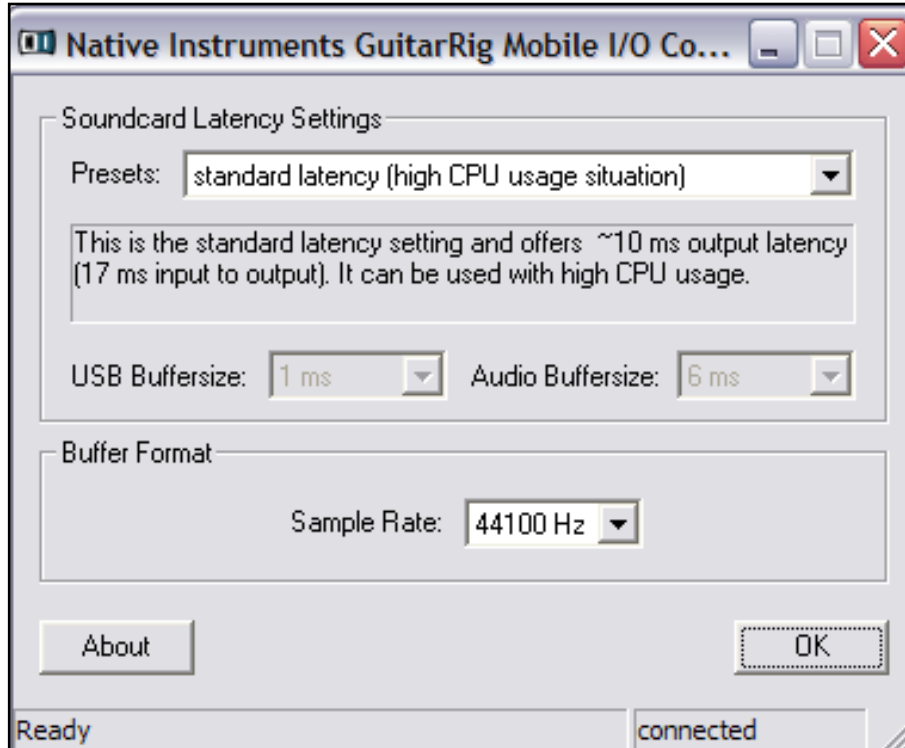 Native Instruments GuitarRig Mobile I/O Co...
Soundcard Latency Settings
Presets: standard latency (high CPU usage situation)
This is the standard latency setting and offers ~10 ms output latency
(17 ms input to output). It can be used with high CPU usage.
USB Buffersize: 1 ms Audio Buffersize: 6 ms
Buffer Format
Sample Rate: 44100 Hz
About OK
Ready connected